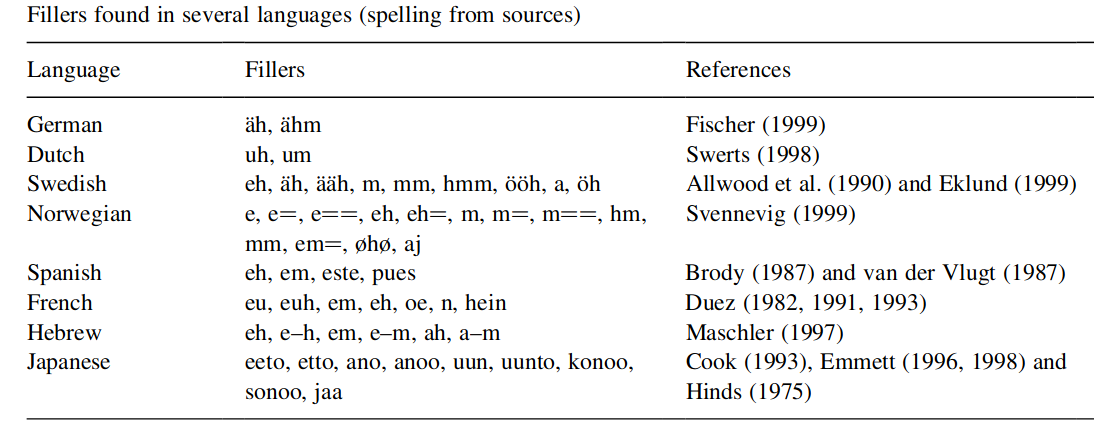 Fillers found in several languages (spelling from sources)
Language Fillers References
German äh, ähm Fischer (1999)
Dutch uh, um Swerts (1998)
Swedish eh, äh, ääh, m, mm, hmm, ööh, a, öh Allwood et al. (1990) and Eklund (1999)
Norwegian e, e=, e==, eh, eh=, m, m=, m==, hm, Svennevig (1999)
mm, em=, øhø, aj
Spanish eh, em, este, pues Brody (1987) and van der Vlugt (1987)
French eu, euh, em, eh, oe, n, hein Duez (1982, 1991, 1993)
Hebrew eh, e–h, em, e–m, ah, a–m Maschler (1997)
Japanese eeto, etto, ano, anoo, uun, uunto, konoo, Cook (1993), Emmett (1996, 1998) and
sonoo, jaa Hinds (1975)